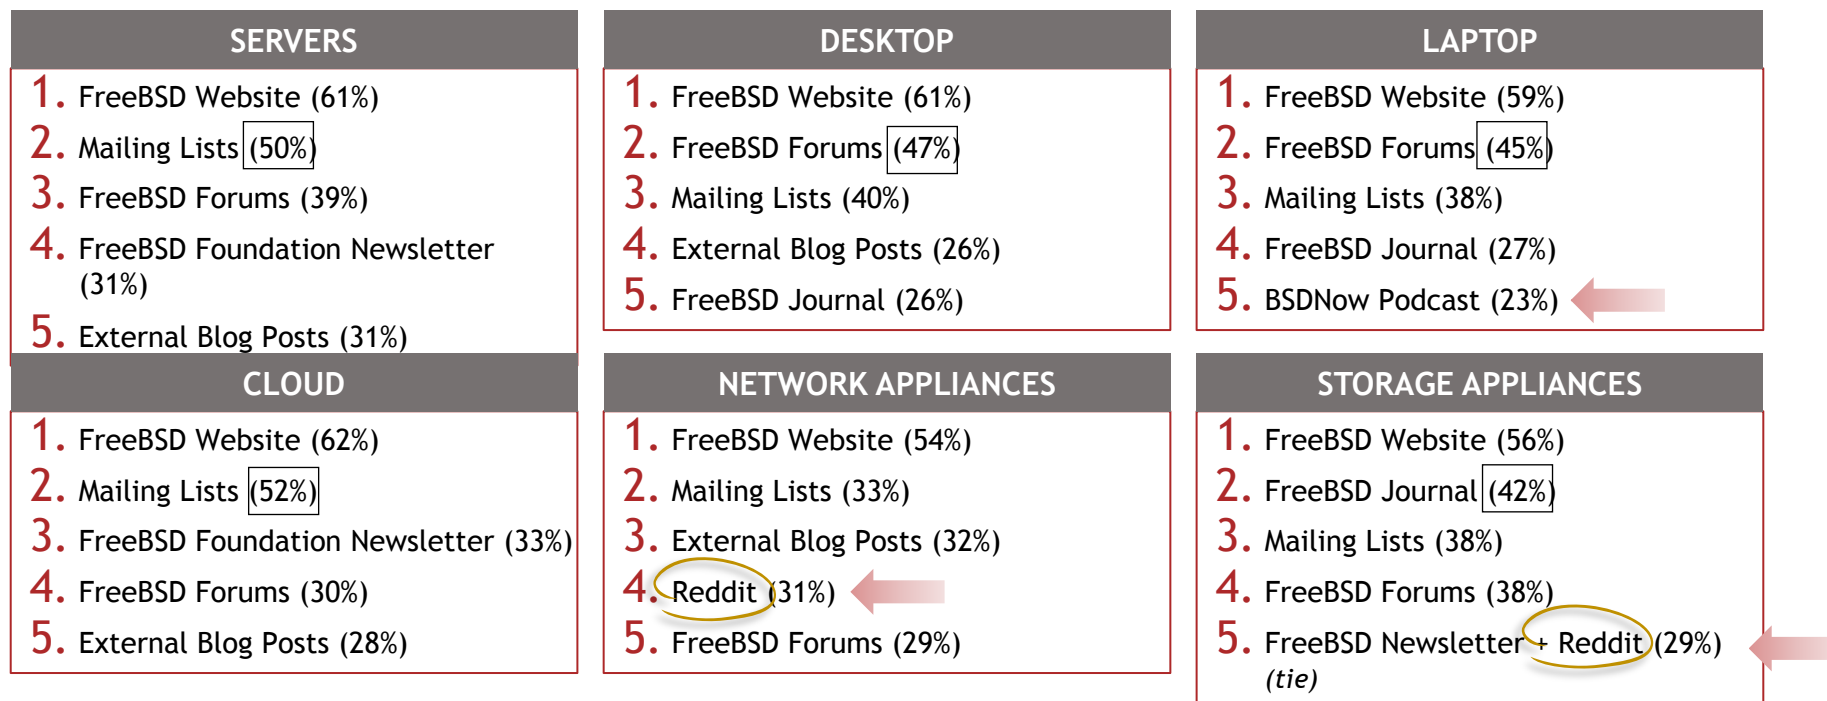 SERVERS
1. FreeBSD Website (61%)
2. Mailing Lists (50%)
3. FreeBSD Forums (39%)
4. FreeBSD Foundation Newsletter
(31%)
5. External Blog Posts (31%)
DESKTOP
1. FreeBSD Website (61%)
2. FreeBSD Forums (47%)
3. Mailing Lists (40%)
4. External Blog Posts (26%)
5. FreeBSD Journal (26%)
LAPTOP
1. FreeBSD Website (59%)
2. FreeBSD Forums (45%)
3. Mailing Lists (38%)
4. FreeBSD Journal (27%)
5. BSDNow Podcast (23%)
CLOUD
1. FreeBSD Website (62%)
2. Mailing Lists (52%)
3. FreeBSD Foundation Newsletter (33%)
4. FreeBSD Forums (30%)
5. External Blog Posts (28%)
NETWORK APPLIANCES
1. FreeBSD Website (54%)
2. Mailing Lists (33%)
3. External Blog Posts (32%)
4. Reddit (31%)
5. FreeBSD Forums (29%)
STORAGE APPLIANCES
1. FreeBSD Website (56%)
2. FreeBSD Journal (42%)
3. Mailing Lists (38%)
4. FreeBSD Forums (38%)
5. FreeBSD Newsletter + Reddit (29%)
(tie)